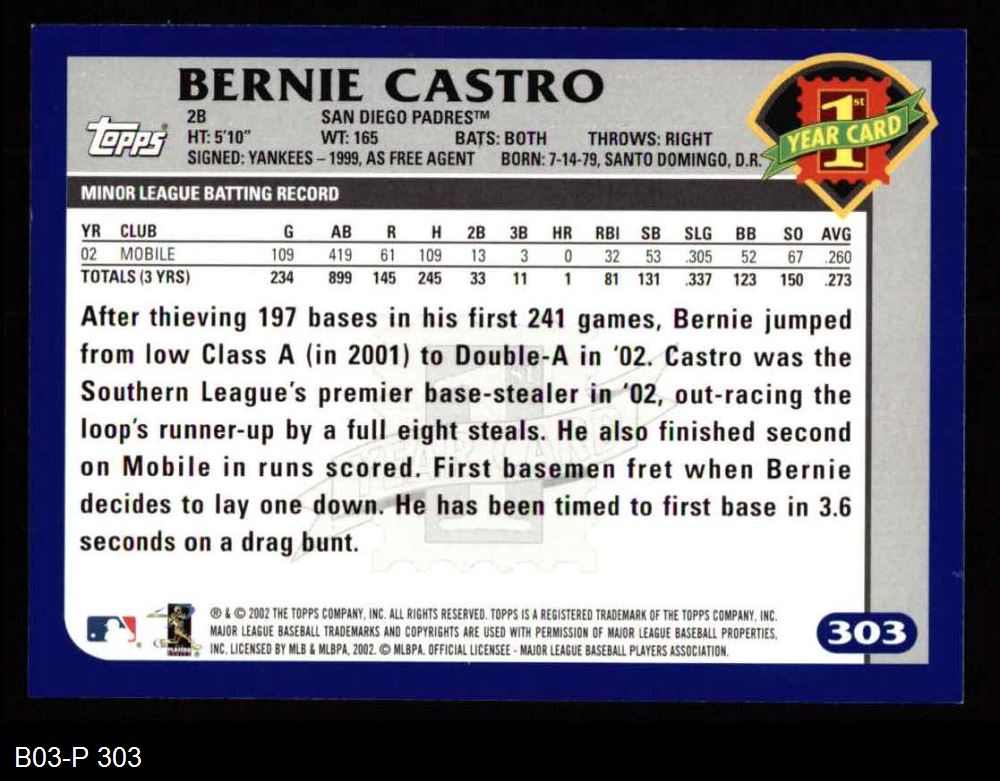 BERNIE CASTRO
1st
YEAR CARD
topps
2B SAN DIEGO PADRES™
HT: 5'10" WT: 165 BATS: BOTH THROWS: RIGHT
SIGNED: YANKEES – 1999, AS FREE AGENT BORN: 7-14-79, SANTO DOMINGO, D.R.
MINOR LEAGUE BATTING RECORD
YR CLUB G AB R H 2B 3B HR RBI SB SLG BB SO AVG
02 MOBILE 109 419 61 109 13 3 0 32 53 .305 52 67 .260
TOTALS (3 YRS) 234 899 145 245 33 11 1 81 131 .337 123 150 .273
After thieving 197 bases in his first 241 games, Bernie jumped
from low Class A (in 2001) to Double-A in '02. Castro was the
Southern League's premier base-stealer in '02, out-racing the
loop's runner-up by a full eight steals. He also finished second
on Mobile in runs scored. First basemen fret when Bernie
decides to lay one down. He has been timed to first base in 3.6
seconds on a drag bunt.
® & © 2002 THE TOPPS COMPANY, INC. ALL RIGHTS RESERVED. TOPPS IS A REGISTERED TRADEMARK OF THE TOPPS COMPANY, INC.
MAJOR LEAGUE BASEBALL TRADEMARKS AND COPYRIGHTS ARE USED WITH PERMISSION OF MAJOR LEAGUE BASEBALL PROPERTIES,
INC. LICENSED BY MLB & MLBPA, 2002. © MLBPA. OFFICIAL LICENSEE - MAJOR LEAGUE BASEBALL PLAYERS ASSOCIATION.
303
B03-P 303